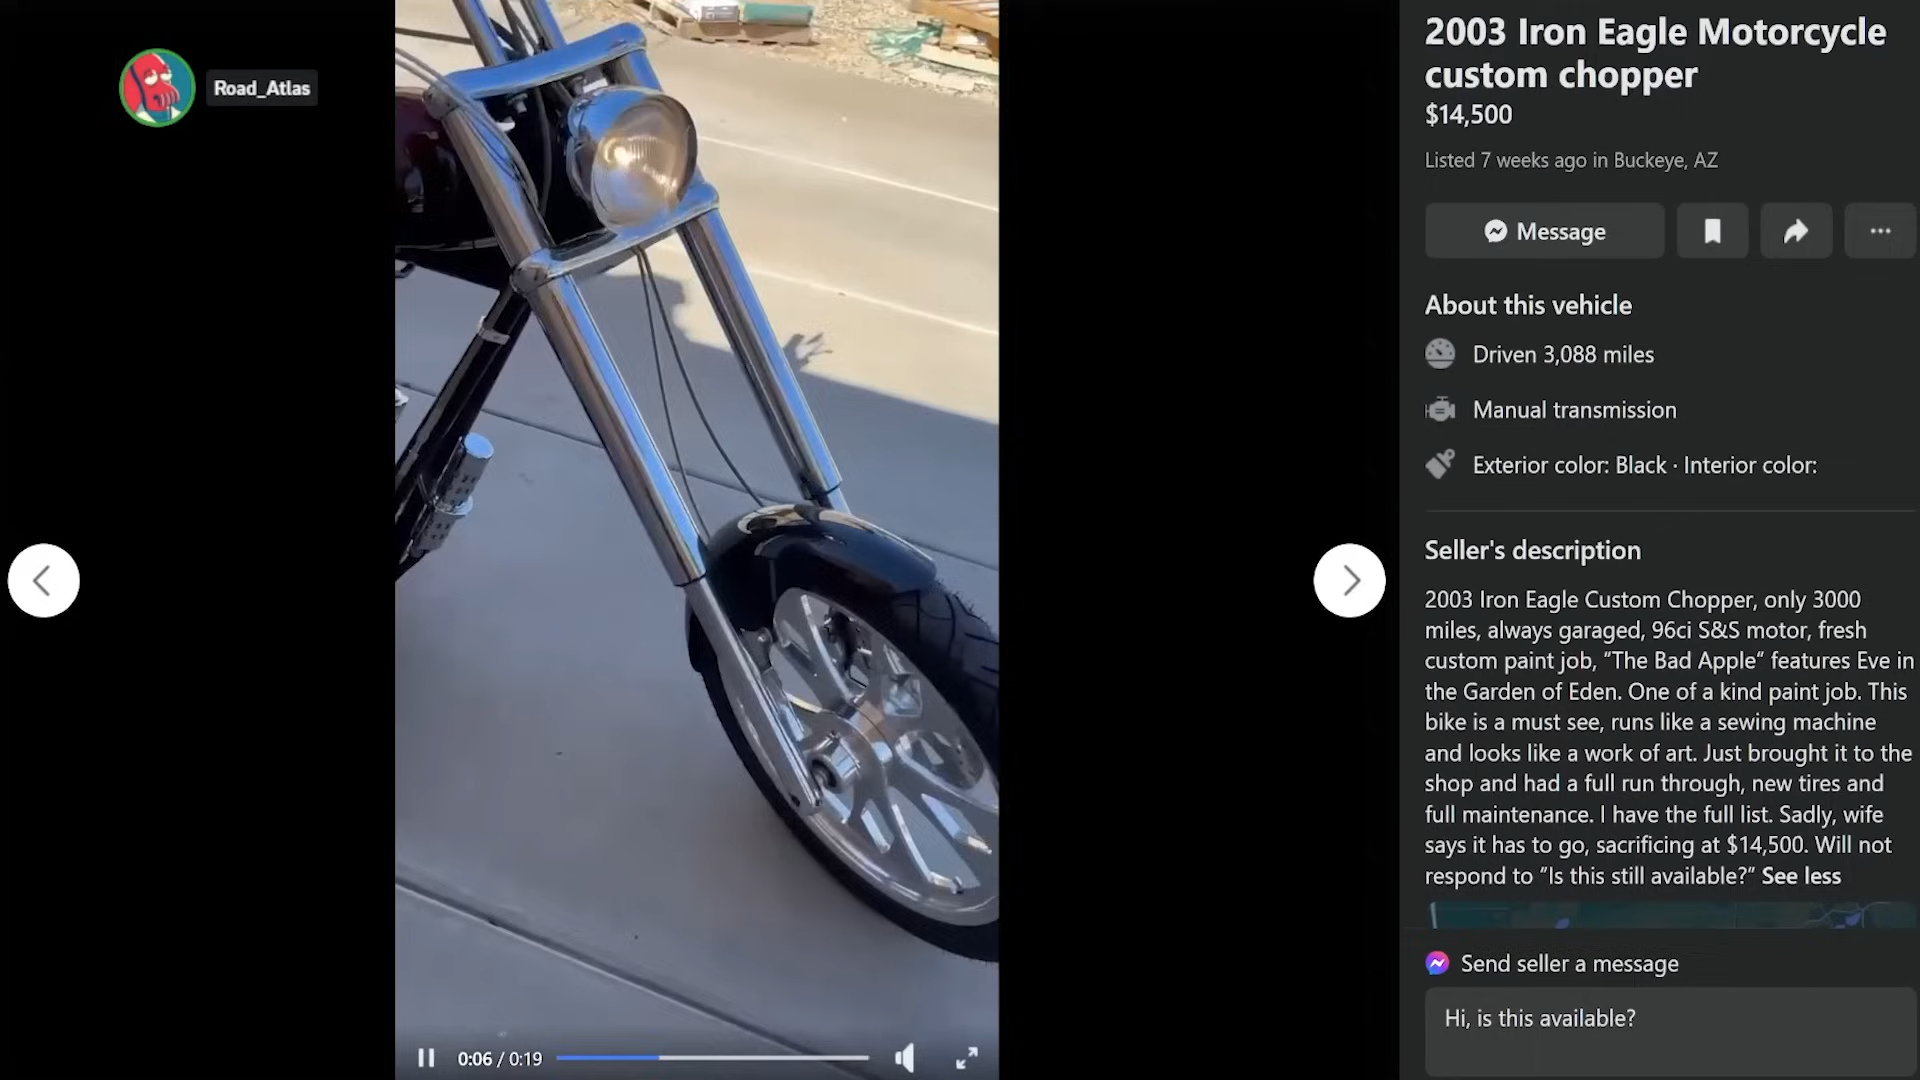 Road_Atlas
2003 Iron Eagle Motorcycle
custom chopper
$14,500
Listed 7 weeks ago in Buckeye, AZ
Message
About this vehicle
Driven 3,088 miles
Manual transmission
Exterior color: Black · Interior color:
Seller's description
2003 Iron Eagle Custom Chopper, only 3000
miles, always garaged, 96ci S&S motor, fresh
custom paint job, “The Bad Apple“ features Eve in
the Garden of Eden. One of a kind paint job. This
bike is a must see, runs like a sewing machine
and looks like a work of art. Just brought it to the
shop and had a full run through, new tires and
full maintenance. I have the full list. Sadly, wife
says it has to go, sacrificing at $14,500. Will not
respond to “Is this still available?” See less
Send seller a message
Hi, is this available?
0:06 / 0:19